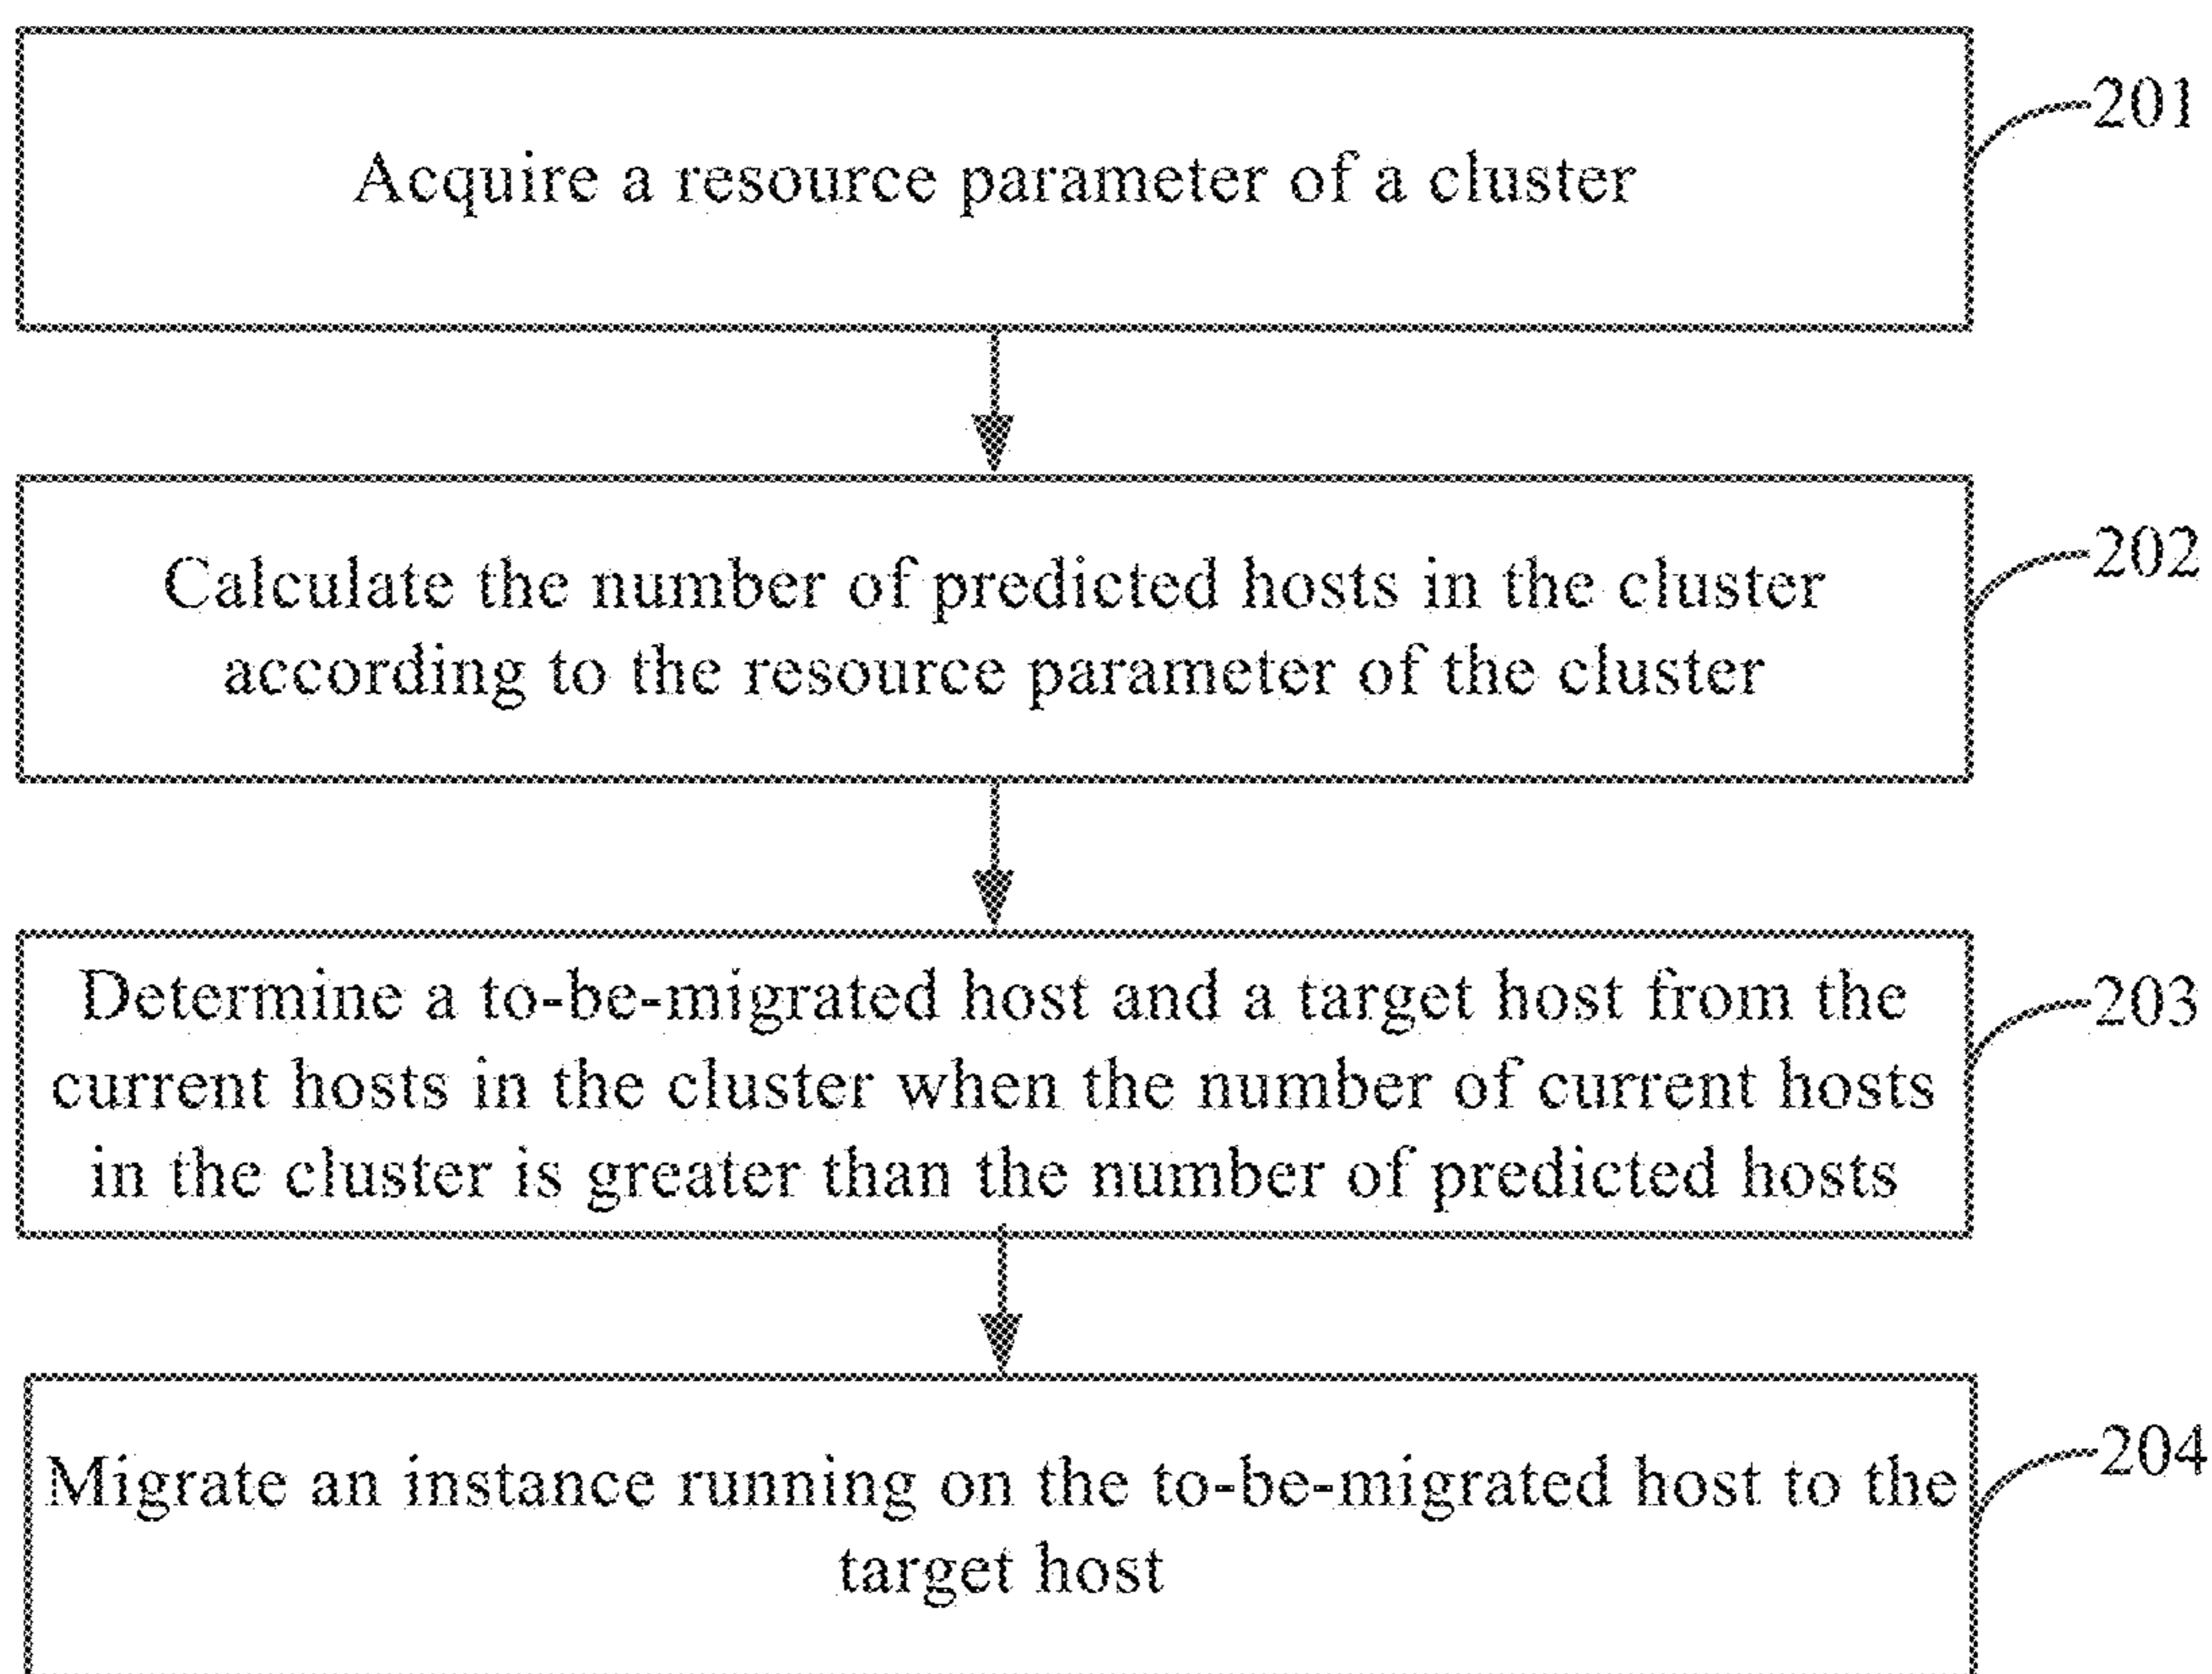 Acquire a resource parameter of a cluster
201
Calculate the number of predicted hosts in the cluster
according to the resource parameter of the cluster
202
Determine a to-be-migrated host and a target host from the
current hosts in the cluster when the number of current hosts
in the cluster is greater than the number of predicted hosts
203
Migrate an instance running on the to-be-migrated host to the
target host
204